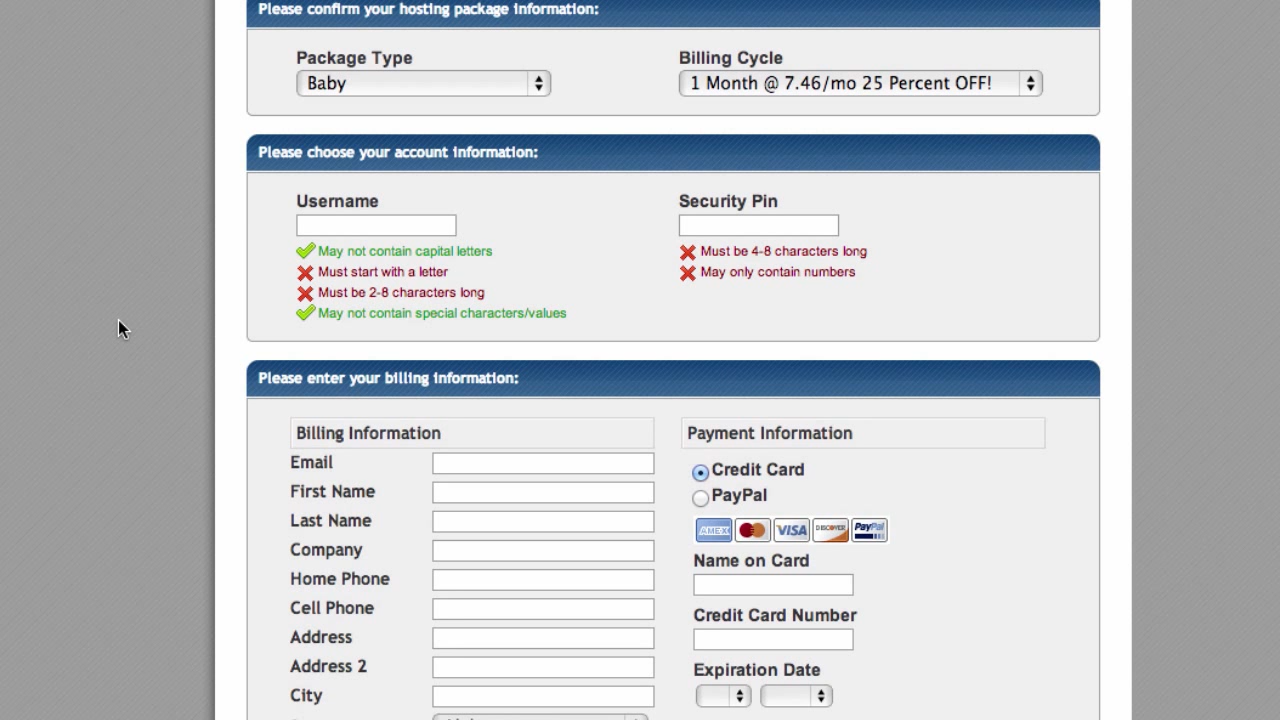 Please confirm your hosting package information:
Package Type
Billing Cycle
Baby
1 Month @ 7.46/mo 25 Percent OFF!
Please choose your account information:
Username
Security Pin
May not contain capital letters
Must start with a letter
Must be 2-8 characters long
May not contain special characters/values
Must be 4-8 characters long
May only contain numbers
Please enter your billing information:
Billing Information
Email
First Name
Last Name
Company
Home Phone
Cell Phone
Address
Address 2
City
Payment Information
Credit Card
PayPal
AMEX
VISA
DISCOVER
PayPal
Name on Card
Credit Card Number
Expiration Date